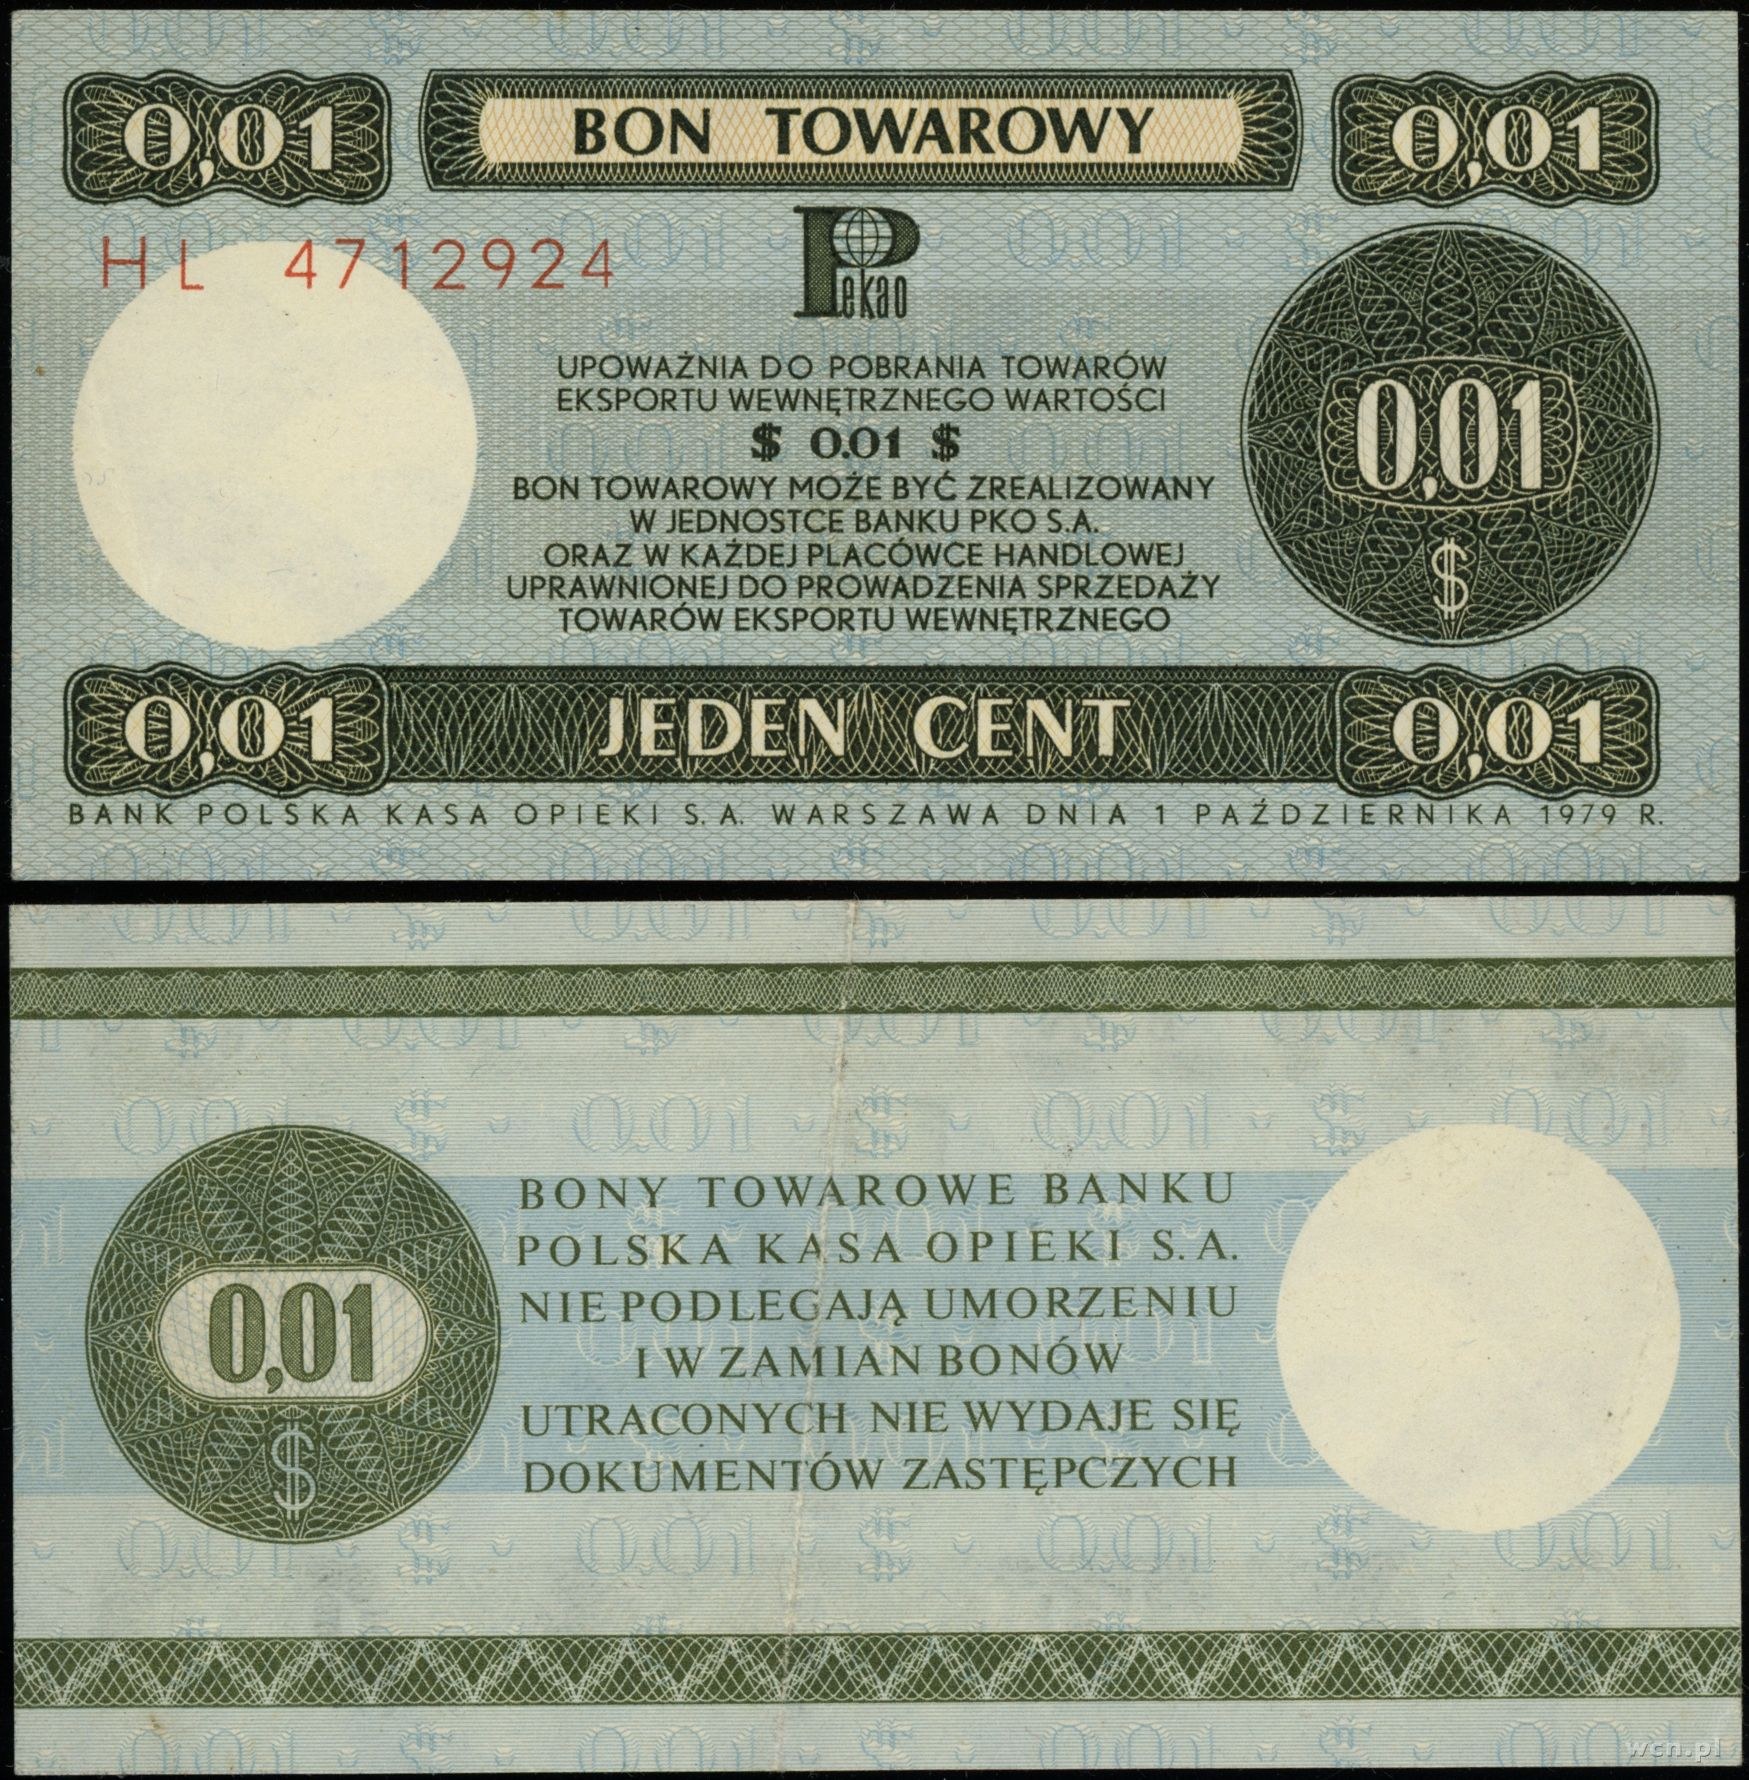 0,01 BON TOWAROWY 0,01
HL 4712924
Pekao
UPOWAŻNIA DO POBRANIA TOWARÓW
EKSPORTU WEWNĘTRZNEGO WARTOŚCI
$ 0.01 $
BON TOWAROWY MOŻE BYĆ ZREALIZOWANY
W JEDNOSTCE BANKU PKO S.A.
ORAZ W KAŻDEJ PLACÓWCE HANDLOWEJ
UPRAWNIONEJ DO PROWADZENIA SPRZEDAŻY
TOWARÓW EKSPORTU WEWNĘTRZNEGO
0,01
$
0,01 JEDEN CENT 0,01
BANK POLSKA KASA OPIEKI S.A. WARSZAWA DNIA 1 PAŹDZIERNIKA 1979 R.
0,01
$
BONY TOWAROWE BANKU
POLSKA KASA OPIEKI S.A.
NIE PODLEGAJĄ UMORZENIU
I W ZAMIAN BONÓW
UTRACONYCH NIE WYDAJE SIĘ
DOKUMENTÓW ZASTĘPCZYCH
wcn.pl